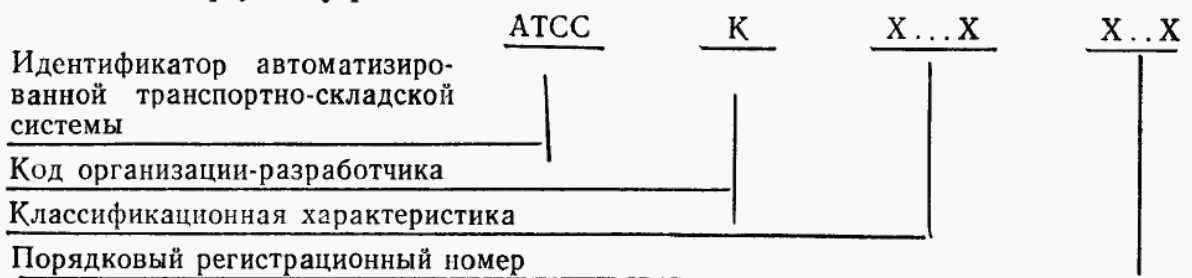 АТСС К Х...Х Х..Х
Идентификатор автоматизиро-
ванной транспортно-складской
системы
Код организации-разработчика
Классификационная характеристика
Порядковый регистрационный номер